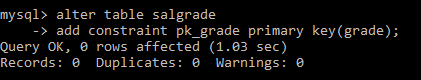 mysql> alter table salgrade
    -> add constraint pk_grade primary key(grade);
Query OK, 0 rows affected (1.03 sec)
Records: 0  Duplicates: 0  Warnings: 0